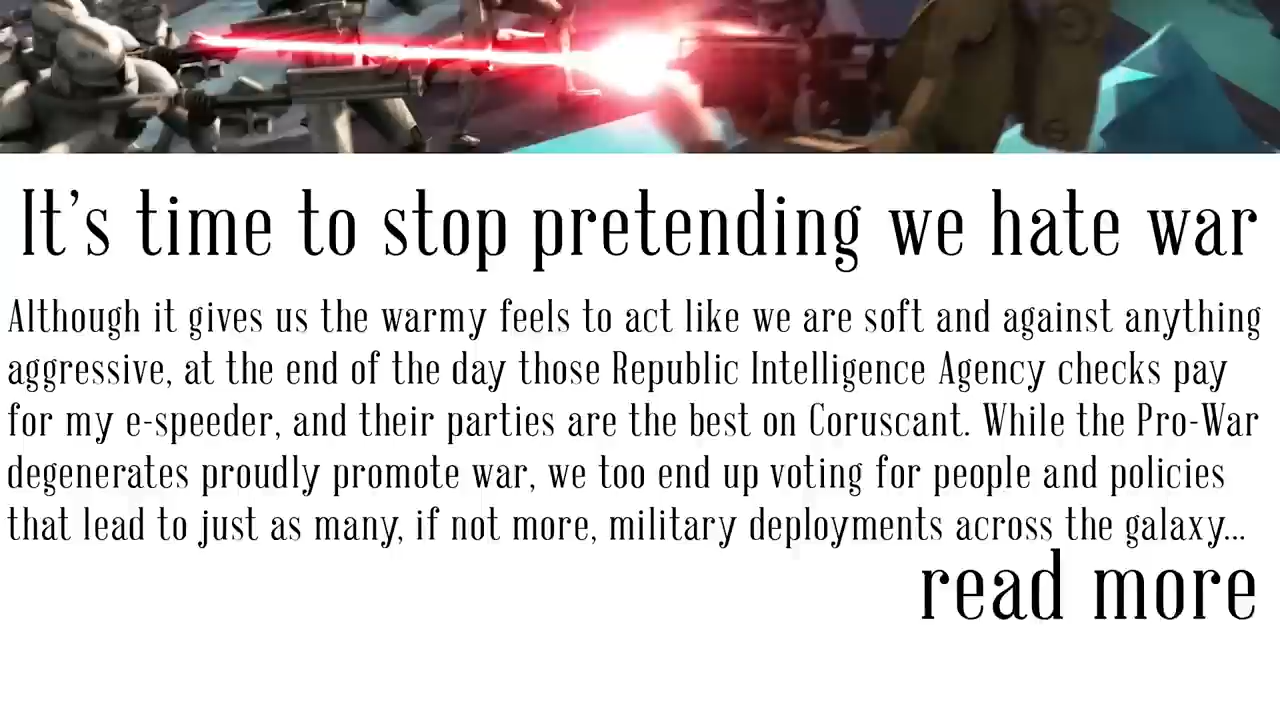 It's time to stop pretending we hate war
Although it gives us the warmy feels to act like we are soft and against anything
aggressive, at the end of the day those Republic Intelligence Agency checks pay
for my e-speeder, and their parties are the best on Coruscant. While the Pro-War
degenerates proudly promote war, we too end up voting for people and policies
that lead to just as many, if not more, military deployments across the galaxy...
read more